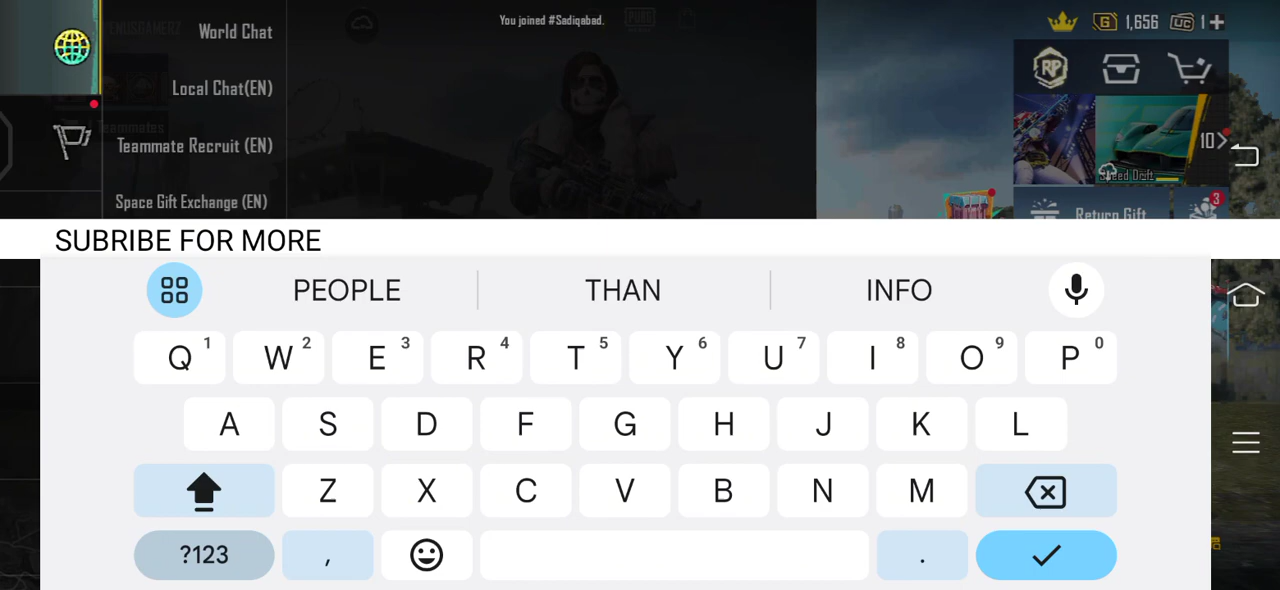 You joined #Sadiqabad.
1,656
1
World Chat
Local Chat(EN)
Teammates
Teammate Recruit (EN)
Space Gift Exchange (EN)
RP
10
Speed Drift
3
Return Gift
SUBRIBE FOR MORE
PEOPLE THAN INFO
Q 1 W 2 E 3 R 4 T 5 Y 6 U 7 I 8 O 9 P 0
A S D F G H J K L
Z X C V B N M
?123 , .